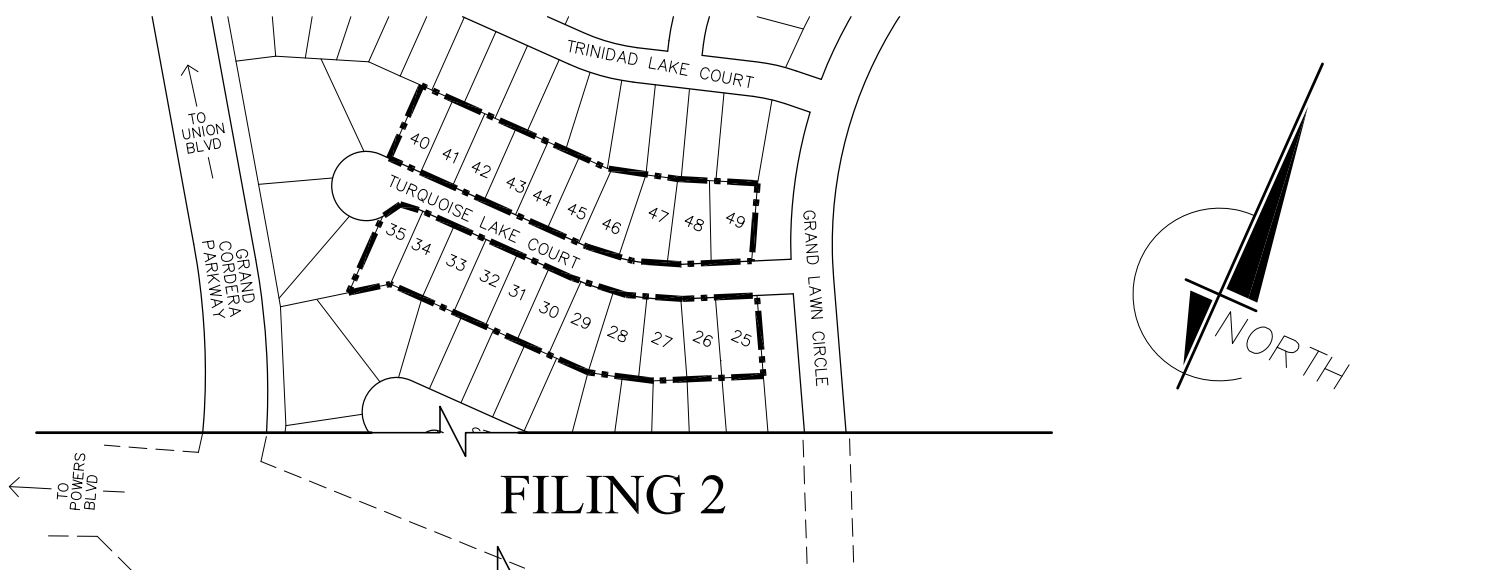 TRINIDAD LAKE COURT
TO
UNION
BLVD
40
41
42
43
44
45
46
47
48
49
TURQUOISE LAKE COURT
35
34
33
32
31
30
29
28
27
26
25
GRAND
CORDERA
PARKWAY
GRAND LAWN CIRCLE
NORTH
TO
POWERS
BLVD
FILING 2